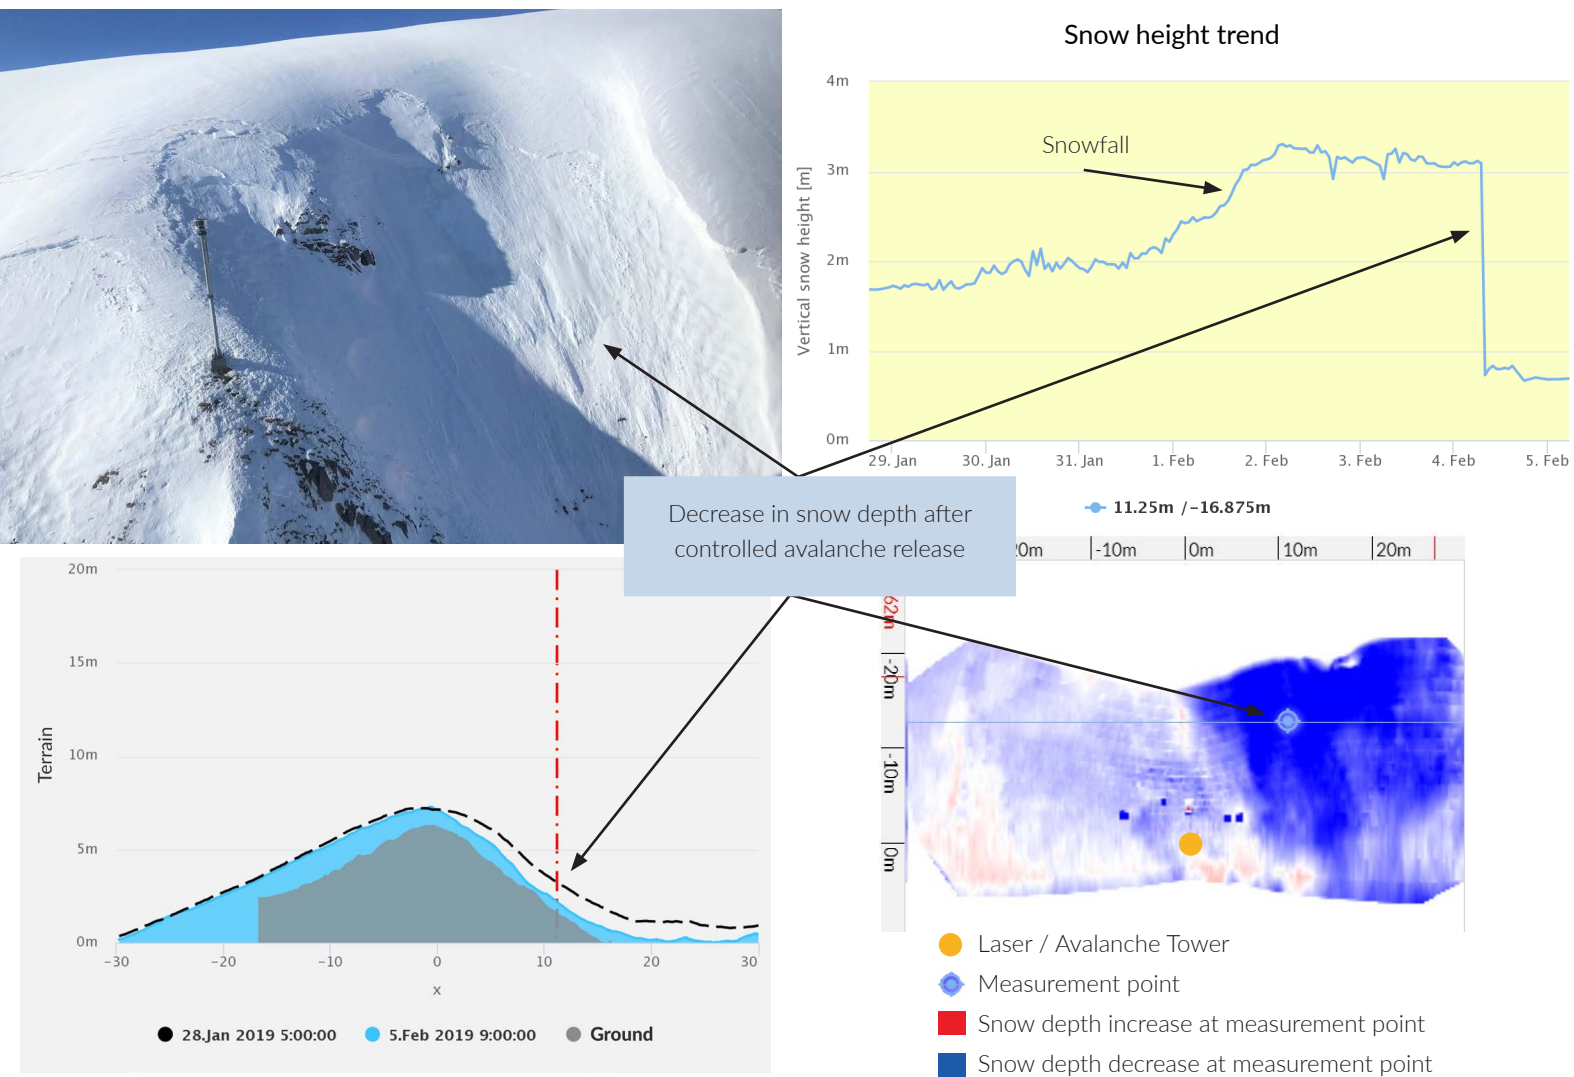 Snow height trend
4m
3m
2m
1m
0m
Vertical snow height [m]
Snowfall
29. Jan
30. Jan
31. Jan
1. Feb
2. Feb
3. Feb
4. Feb
5. Feb
11.25m /-16.875m
Decrease in snow depth after
controlled avalanche release
20m
15m
10m
5m
0m
Terrain
-30
-20
-10
0
10
20
30
x
28.Jan 2019 5:00:00
5.Feb 2019 9:00:00
Ground
20m
-10m
0m
10m
20m
62m
-20m
-10m
0m
Laser / Avalanche Tower
Measurement point
Snow depth increase at measurement point
Snow depth decrease at measurement point